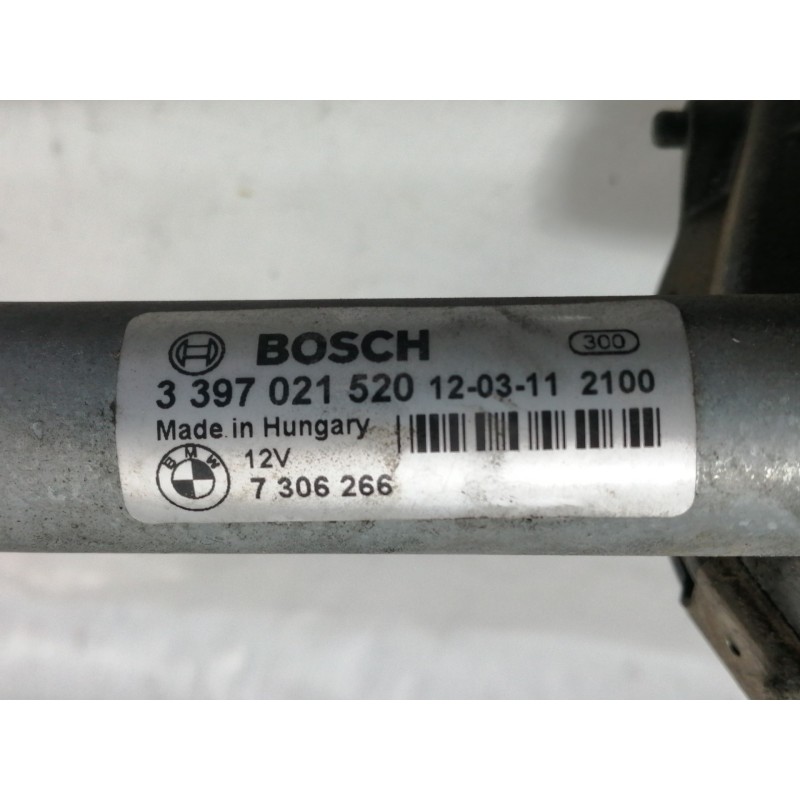 BOSCH 300
3 397 021 520 12-03-11 2100
Made in Hungary
BMW 12V
7 306 266